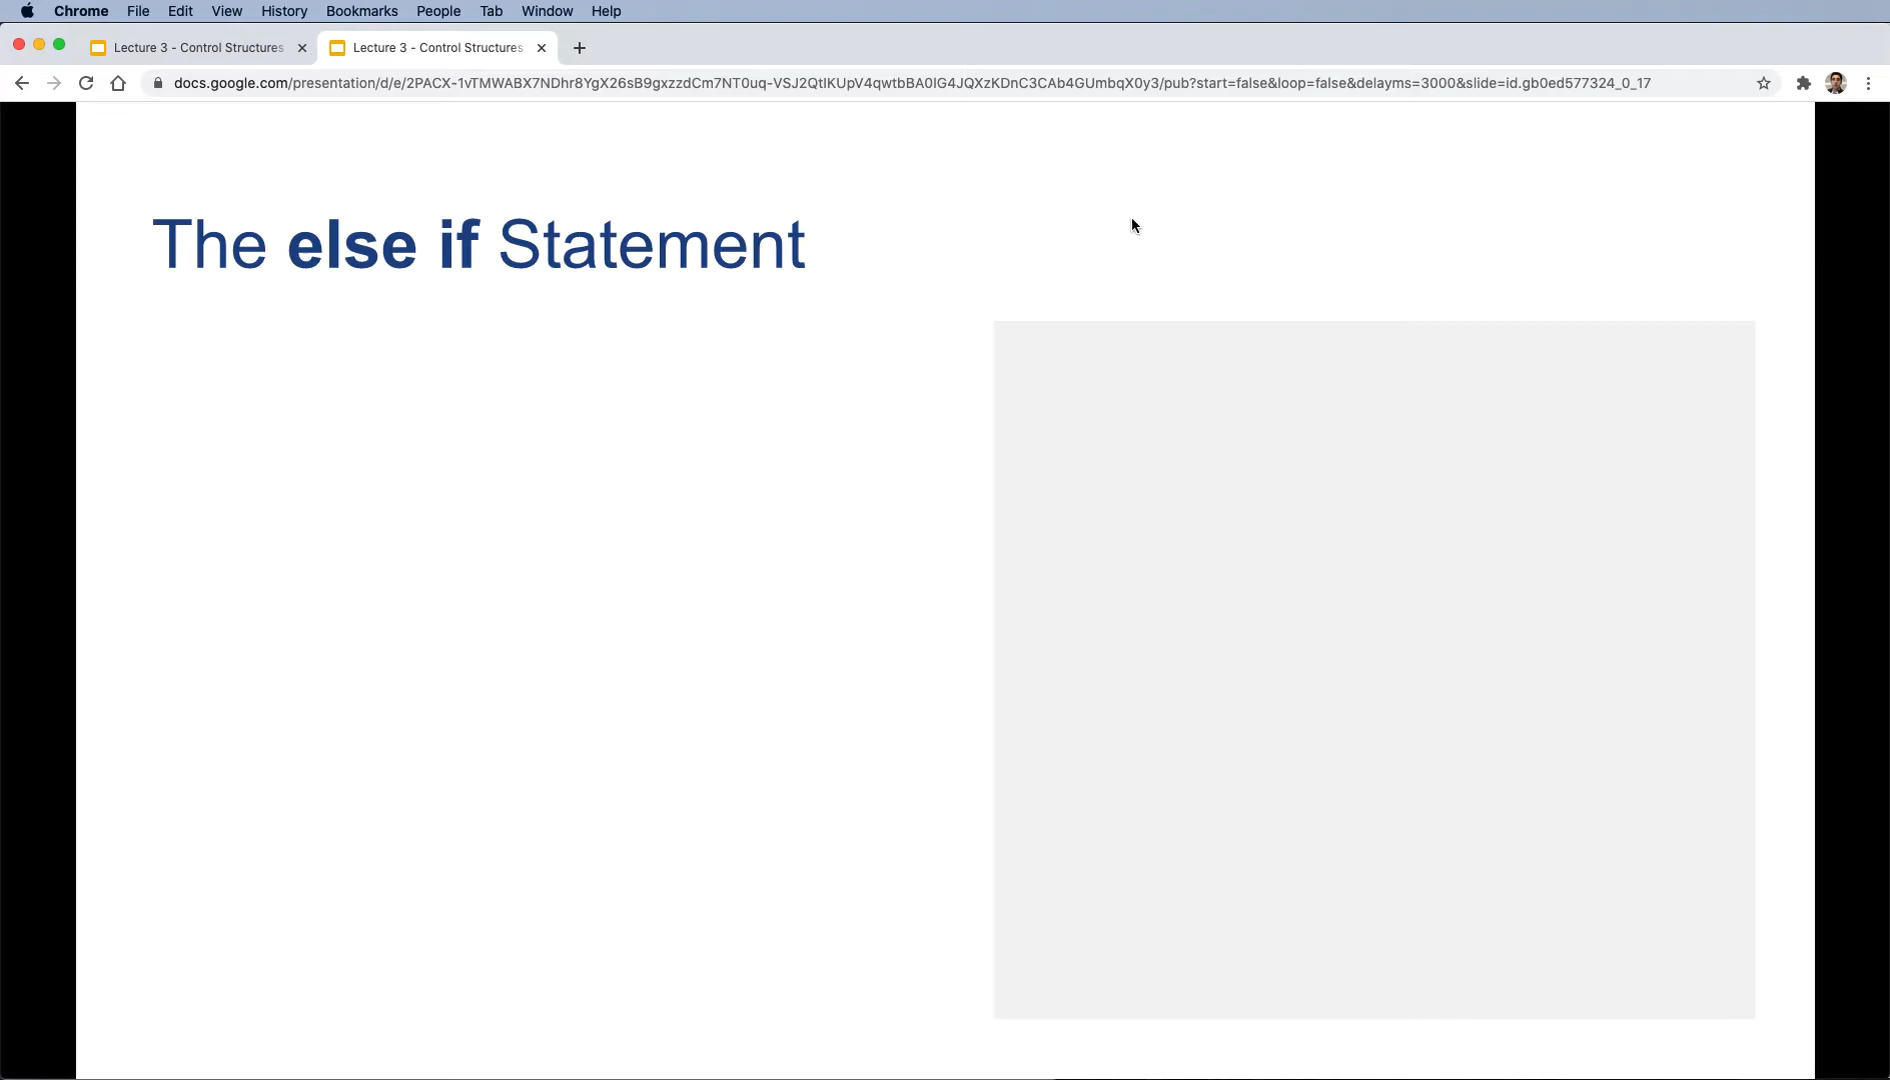 Chrome File Edit View History Bookmarks People Tab Window Help
Lecture 3 - Control Structures
Lecture 3 - Control Structures
docs.google.com/presentation/d/e/2PACX-1vTMWABX7NDhr8YgX26sB9gxzzdCm7NT0uq-VSJ2QtIKUpV4qwtbBA0IG4JQXzKDnC3CAb4GUmbqX0y3/pub?start=false&loop=false&delayms=3000&slide=id.gb0ed577324_0_17
The else if Statement